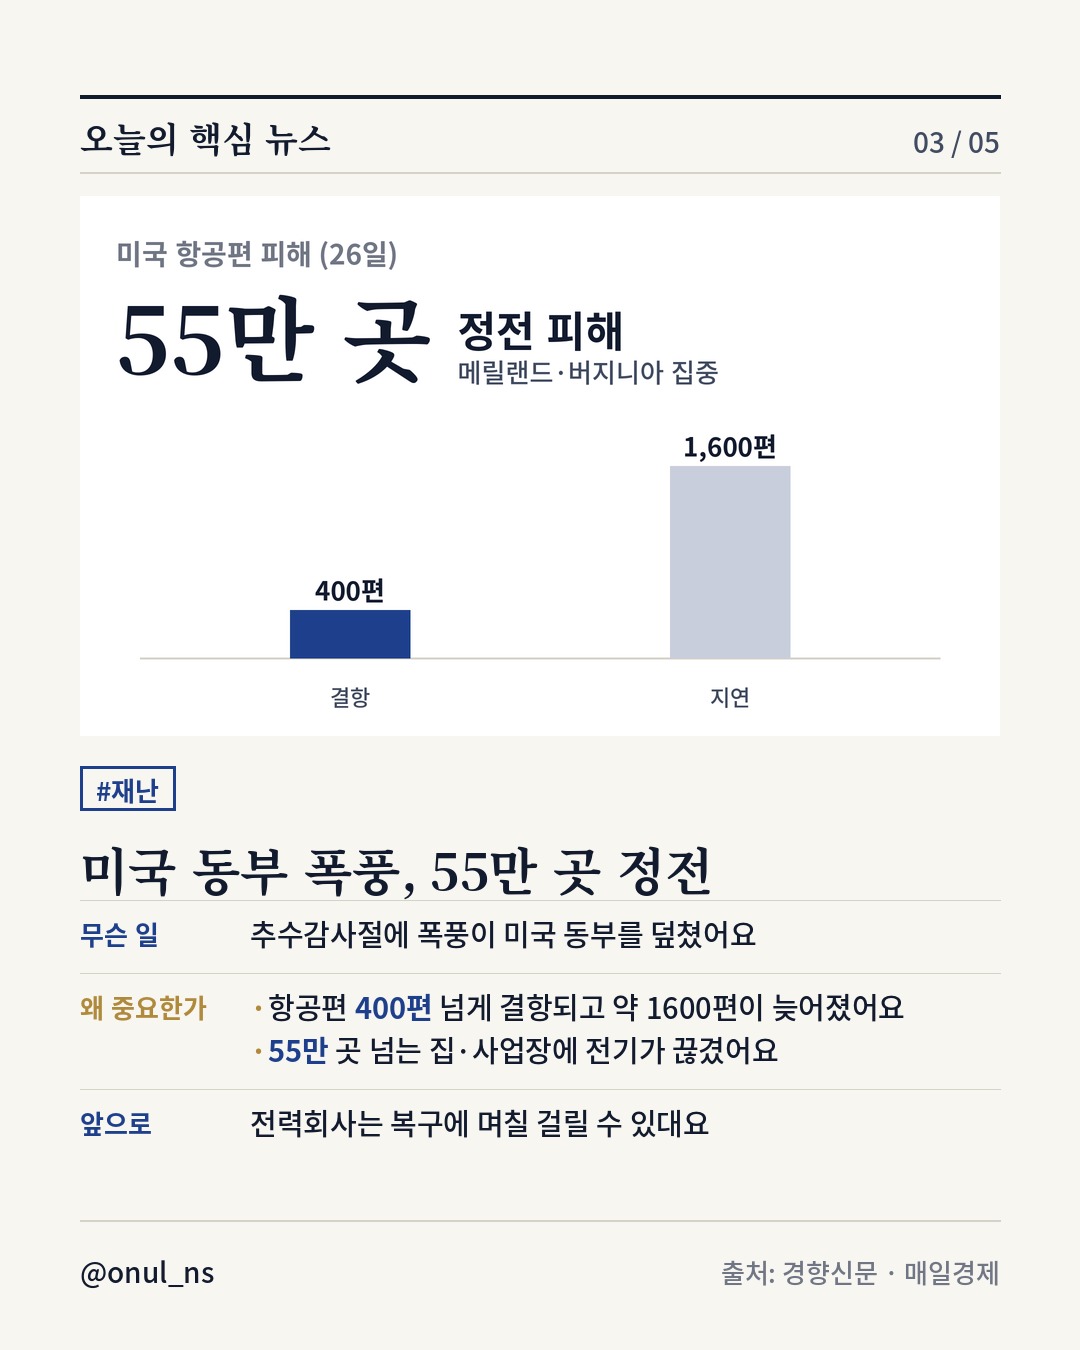 오늘의 핵심 뉴스
03 / 05
미국 항공편 피해 (26일)
55만 곳
정전 피해
메릴랜드·버지니아 집중
1,600편
400편
결항
지연
#재난
미국 동부 폭풍, 55만 곳 정전
무슨 일
추수감사절에 폭풍이 미국 동부를 덮쳤어요
왜 중요한가
· 항공편 400편 넘게 결항되고 약 1600편이 늦어졌어요
· 55만 곳 넘는 집·사업장에 전기가 끊겼어요
앞으로
전력회사는 복구에 며칠 걸릴 수 있대요
@onul_ns
출처: 경향신문 · 매일경제